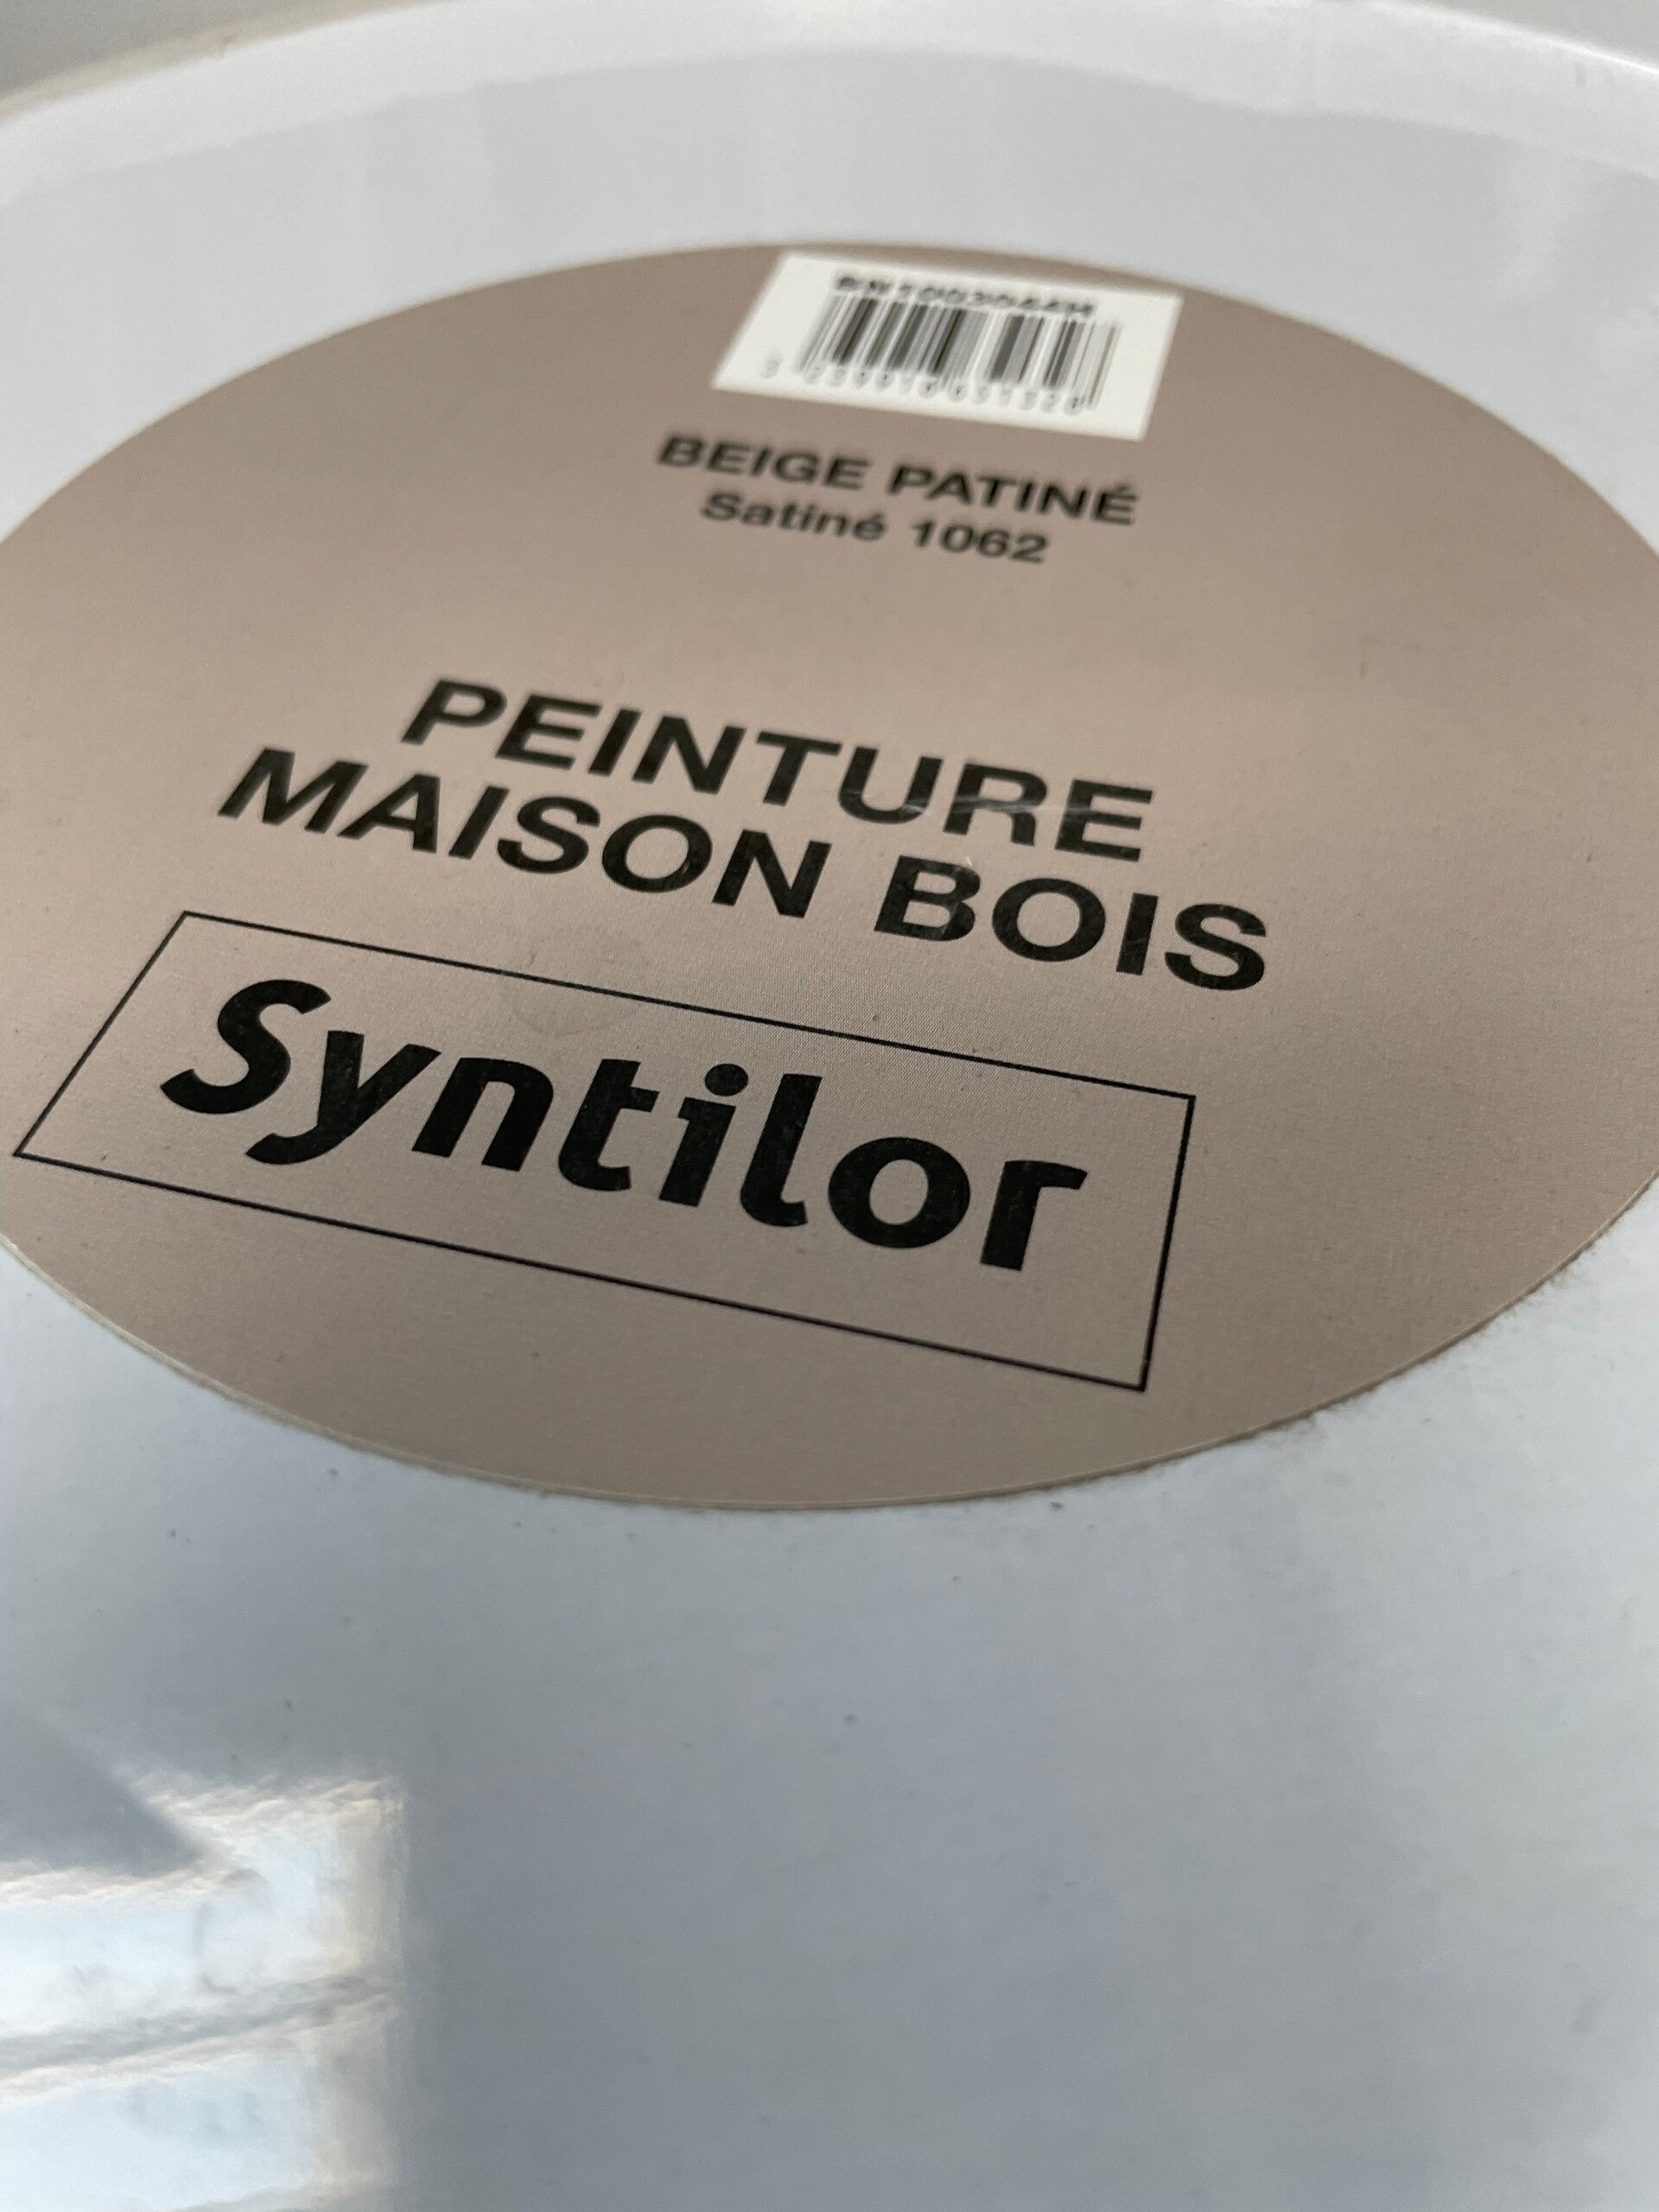 BEIGE PATINÉ
Satiné 1062
PEINTURE
MAISON BOIS
Syntilor